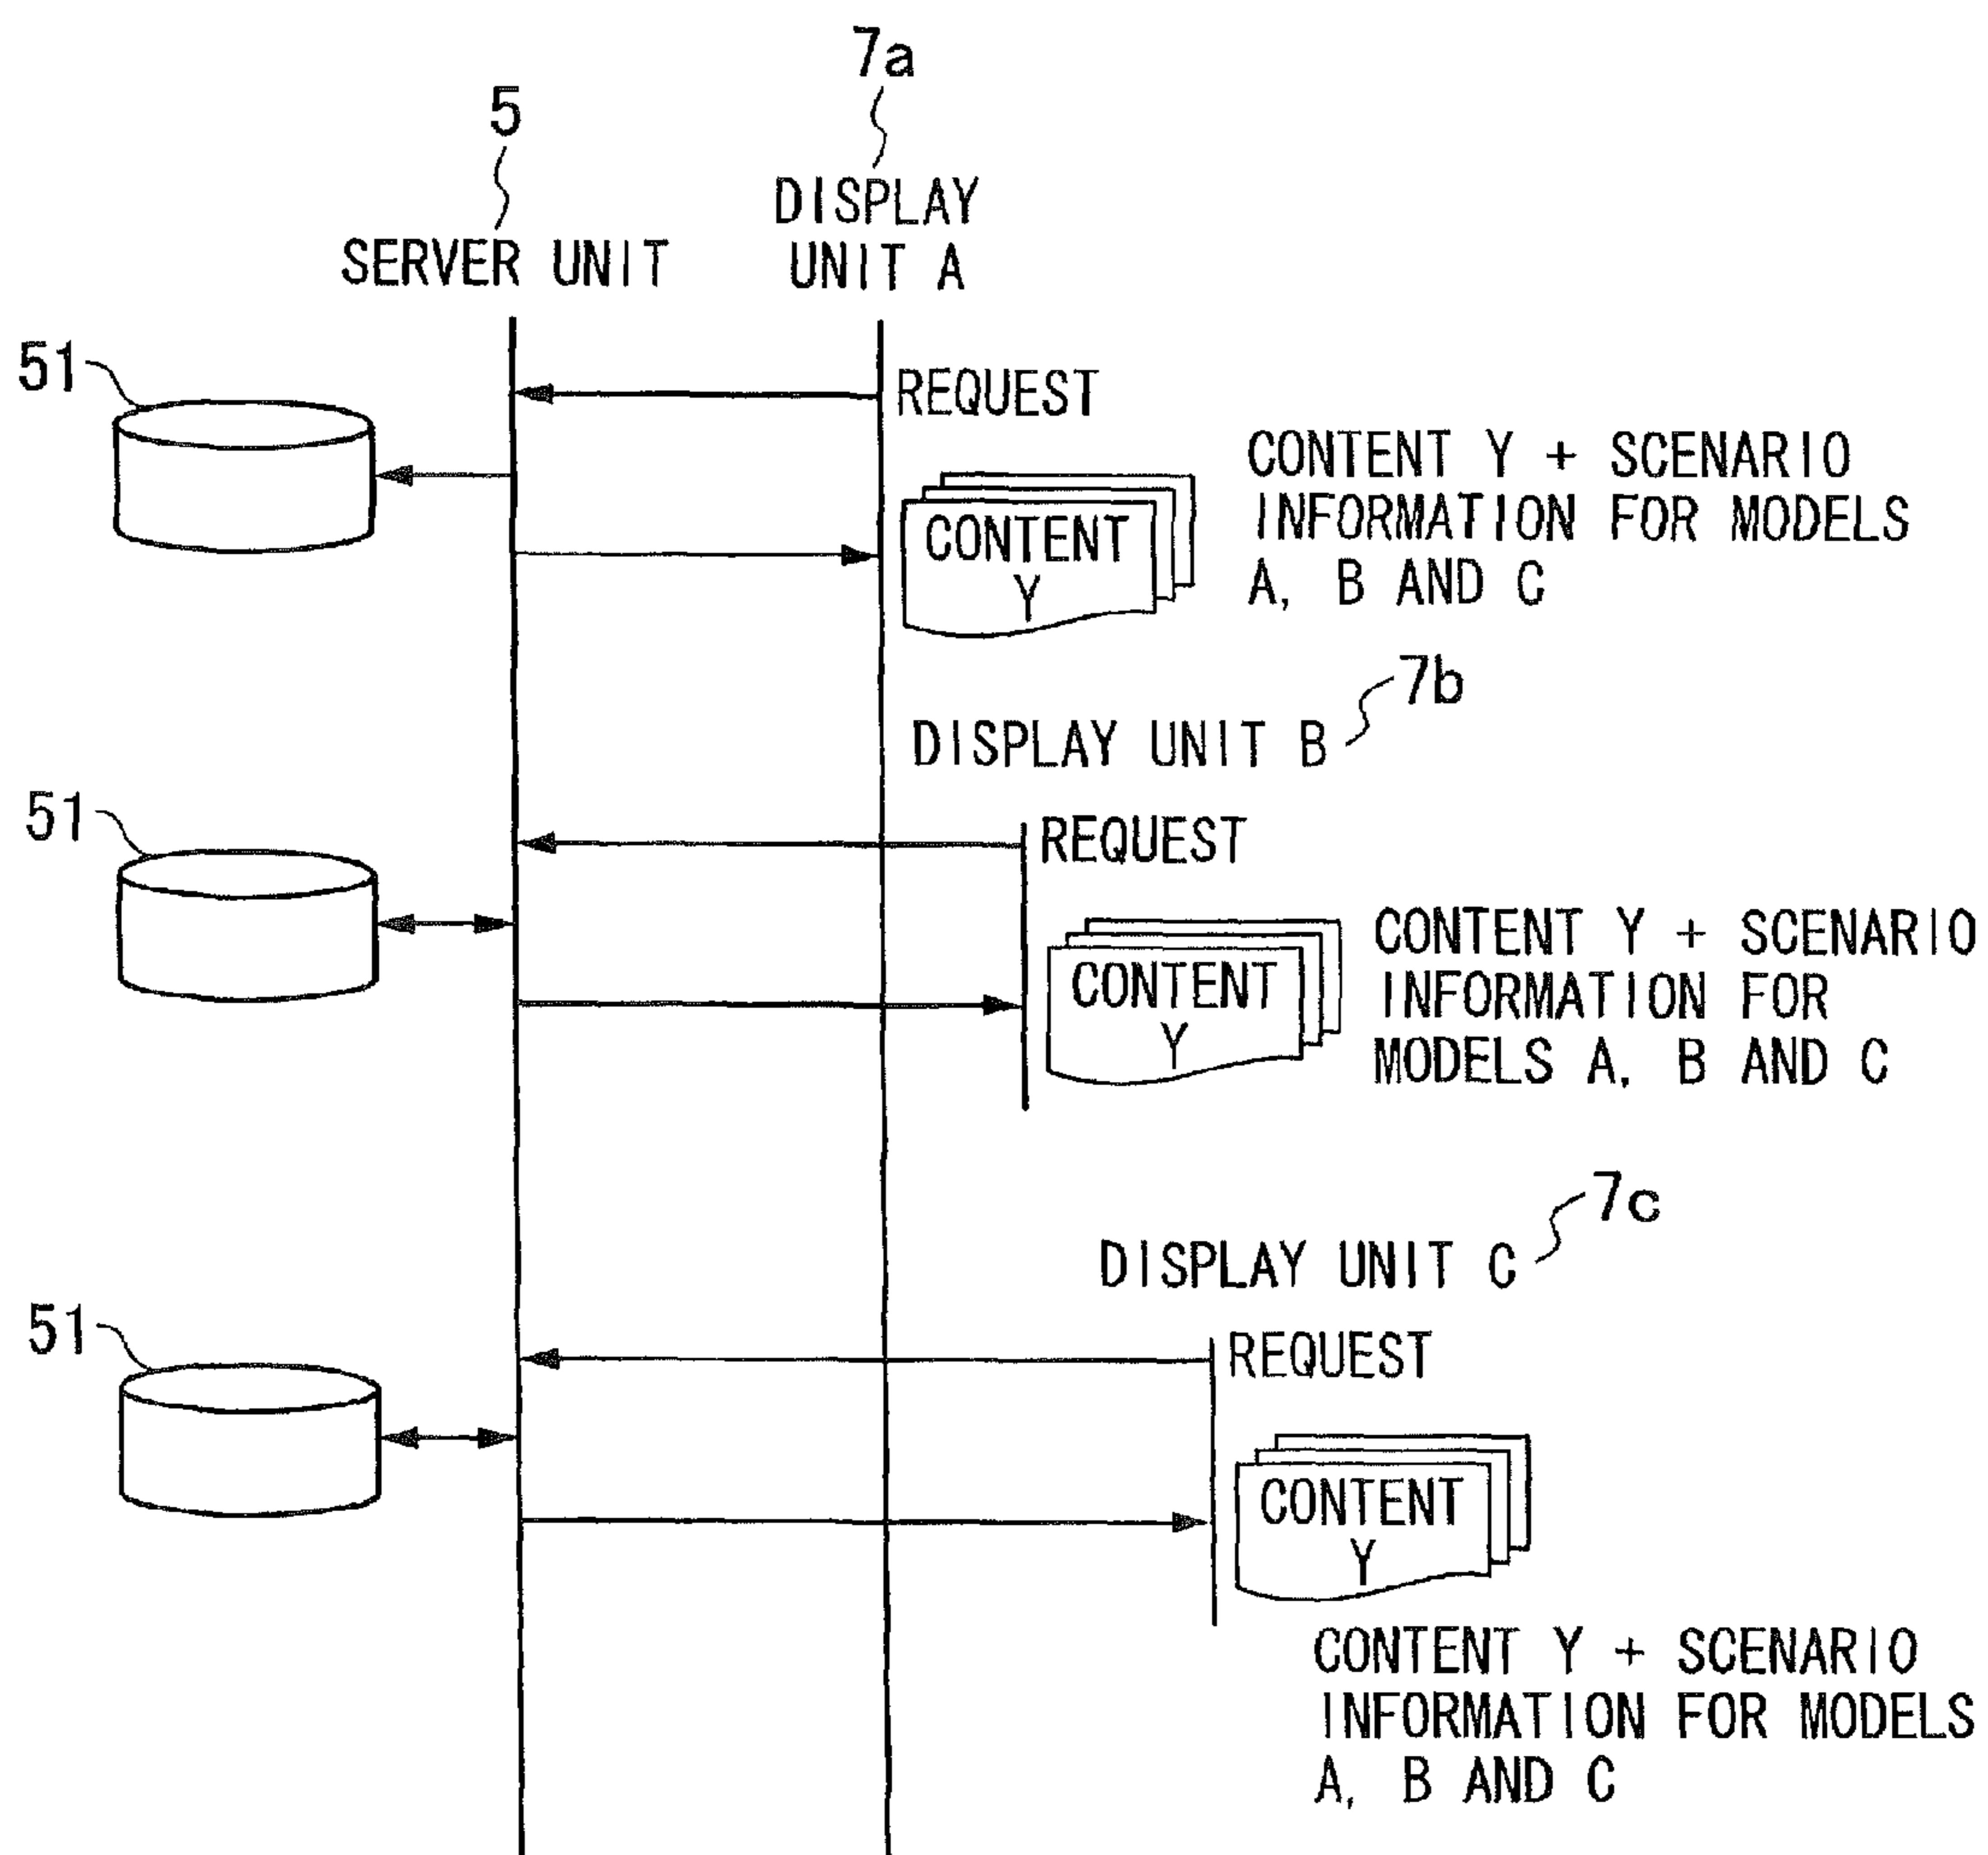 7a
5
DISPLAY
UNIT A
SERVER UNIT
51
REQUEST
CONTENT Y + SCENARIO
INFORMATION FOR MODELS
A, B AND C
CONTENT
Y
7b
DISPLAY UNIT B
51
REQUEST
CONTENT Y + SCENARIO
INFORMATION FOR
MODELS A, B AND C
CONTENT
Y
7c
DISPLAY UNIT C
51
REQUEST
CONTENT
Y
CONTENT Y + SCENARIO
INFORMATION FOR MODELS
A, B AND C